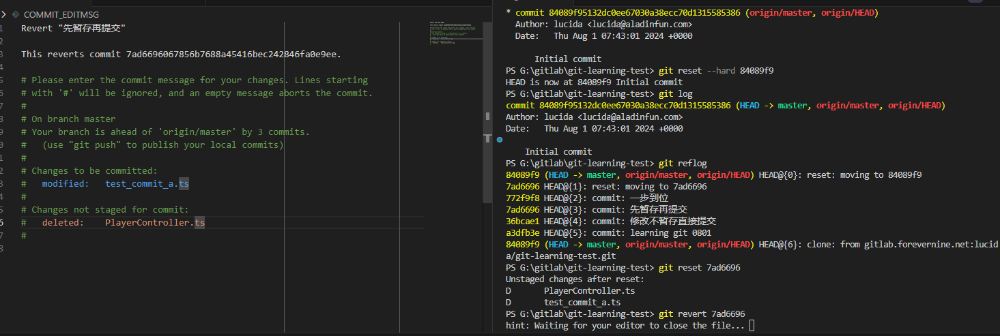 COMMIT_EDITMSG
Revert "先暂存再提交"
This reverts commit 7ad6696067856b7688a45416bec242846fa0e9ee.
# Please enter the commit message for your changes. Lines starting
# with '#' will be ignored, and an empty message aborts the commit.
#
# On branch master
# Your branch is ahead of 'origin/master' by 3 commits.
#   (use "git push" to publish your local commits)
#
# Changes to be committed:
#   modified:   test_commit_a.ts
#
# Changes not staged for commit:
#   deleted:    PlayerController.ts
#
* commit 84089f95132dc0ee67030a38ecc70d1315585386 (origin/master, origin/HEAD)
Author: lucida <lucida@aladinfun.com>
Date:   Thu Aug 1 07:43:01 2024 +0000
Initial commit
PS G:\gitlab\git-learning-test> git reset --hard 84089f9
HEAD is now at 84089f9 Initial commit
PS G:\gitlab\git-learning-test> git log
commit 84089f95132dc0ee67030a38ecc70d1315585386 (HEAD -> master, origin/master, origin/HEAD)
Author: lucida <lucida@aladinfun.com>
Date:   Thu Aug 1 07:43:01 2024 +0000
Initial commit
PS G:\gitlab\git-learning-test> git reflog
84089f9 (HEAD -> master, origin/master, origin/HEAD) HEAD@{0}: reset: moving to 84089f9
7ad6696 HEAD@{1}: reset: moving to 7ad6696
772f9f8 HEAD@{2}: commit: 一步到位
7ad6696 HEAD@{3}: commit: 先暂存再提交
36bcae1 HEAD@{4}: commit: 修改不暂存直接提交
a3dfb3e HEAD@{5}: commit: learning git 0801
84089f9 (HEAD -> master, origin/master, origin/HEAD) HEAD@{6}: clone: from gitlab.forevernine.net:lucid
a/git-learning-test.git
PS G:\gitlab\git-learning-test> git reset 7ad6696
Unstaged changes after reset:
D       PlayerController.ts
D       test_commit_a.ts
PS G:\gitlab\git-learning-test> git revert 7ad6696
hint: Waiting for your editor to close the file...